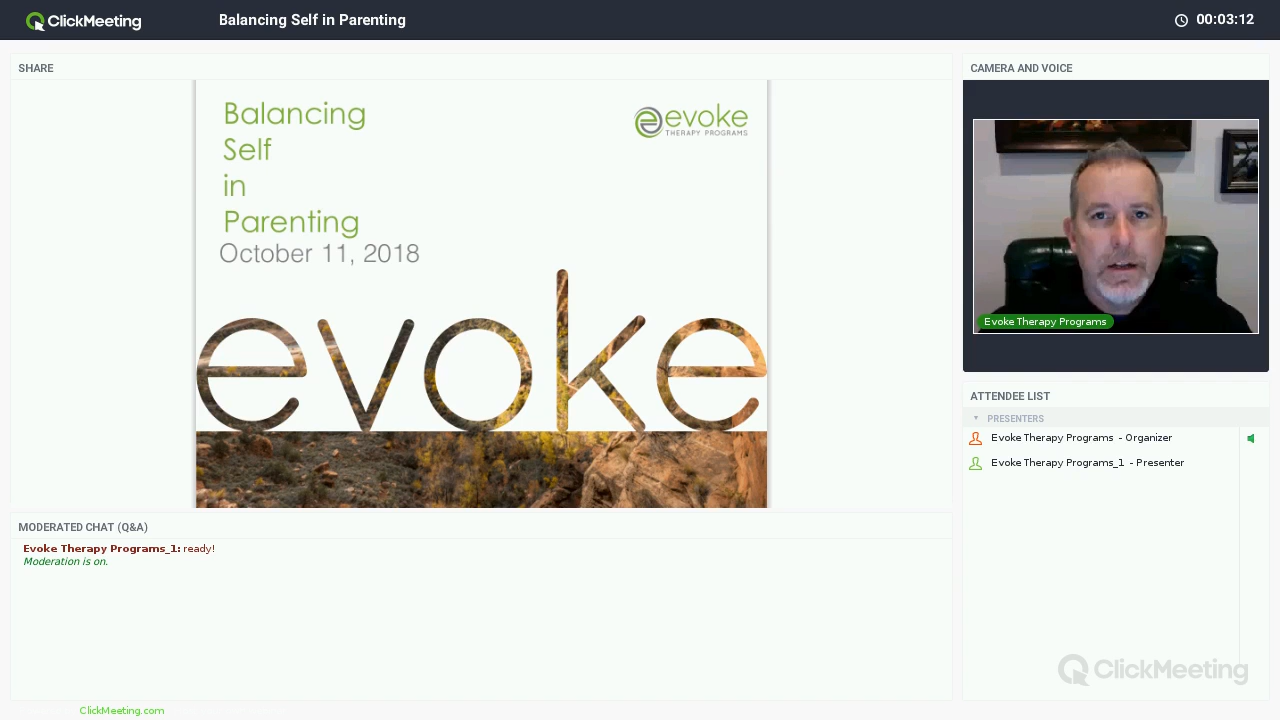 ClickMeeting
Balancing Self in Parenting
00:03:12
SHARE
Balancing
Self
in
Parenting
October 11, 2018
evoke
THERAPY PROGRAMS
evoke
MODERATED CHAT (Q&A)
Evoke Therapy Programs_1: ready!
Moderation is on.
CAMERA AND VOICE
Evoke Therapy Programs
ATTENDEE LIST
PRESENTERS
Evoke Therapy Programs - Organizer
Evoke Therapy Programs_1 - Presenter
ClickMeeting
ClickMeeting.com